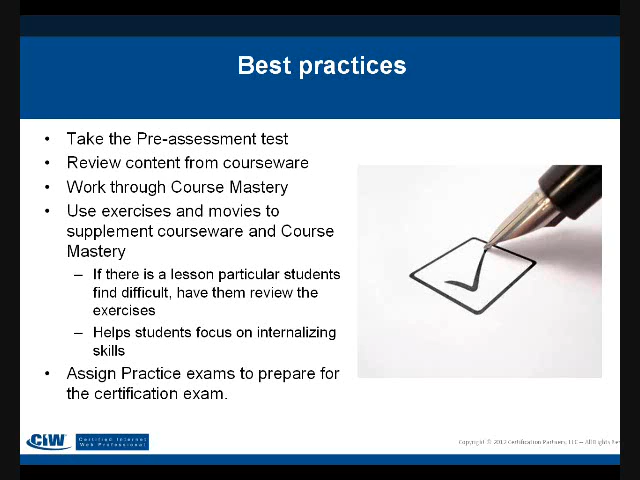 Best practices
• Take the Pre-assessment test
• Review content from courseware
• Work through Course Mastery
• Use exercises and movies to
supplement courseware and Course
Mastery
– If there is a lesson particular students
find difficult, have them review the
exercises
– Helps students focus on internalizing
skills
• Assign Practice exams to prepare for
the certification exam.
CIW
Certified Internet
Web Professional
Copyright © 2012 Certification Partners, LLC – All Rights